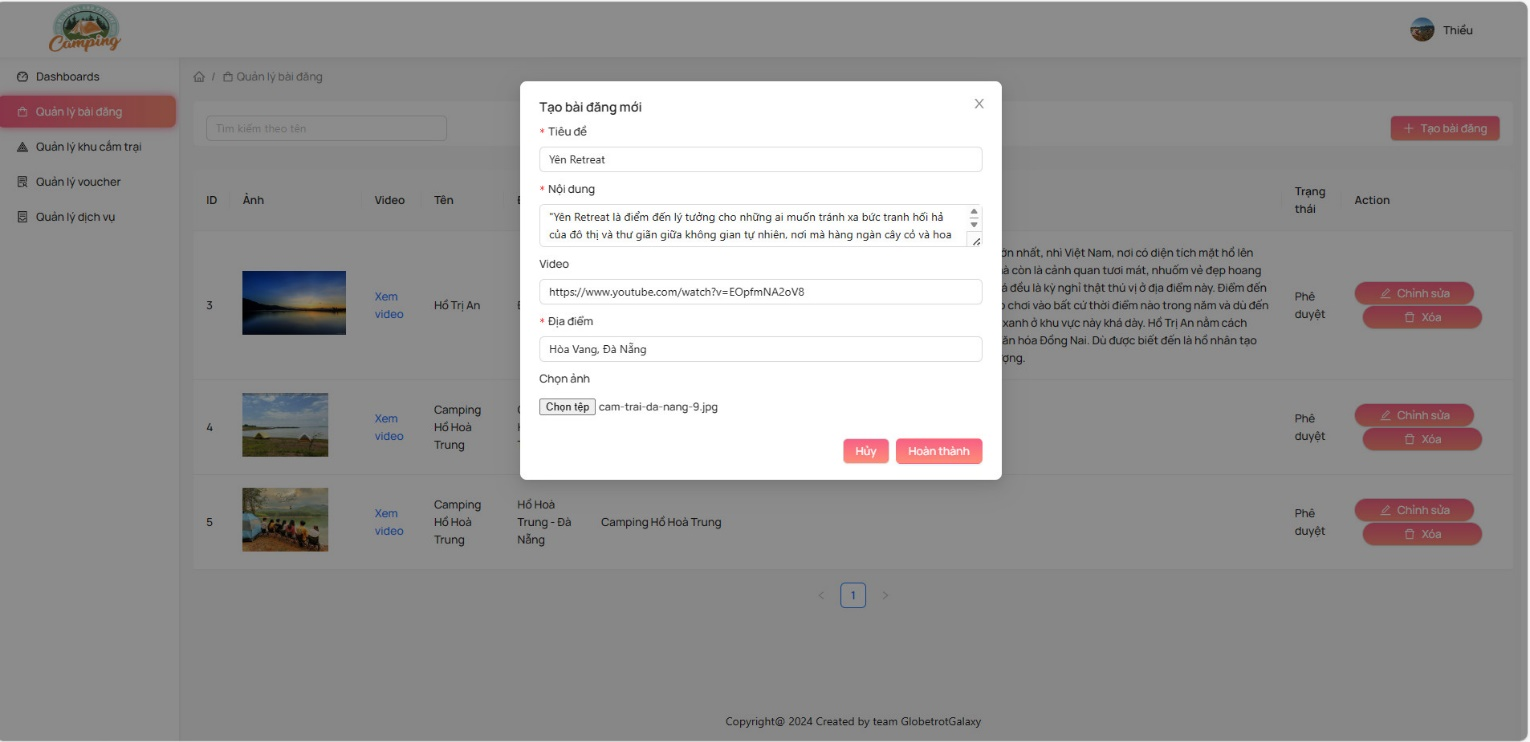 Camping
Thiều
Dashboards
Quản lý bài đăng
Quản lý khu cắm trại
Quản lý voucher
Quản lý dịch vụ
/ Quản lý bài đăng
Tìm kiếm theo tên
+ Tạo bài đăng
ID Ảnh Video Tên Trạng thái Action
3 Xem video Hồ Trị An
ớn nhất, nhì Việt Nam, nơi có diện tích mặt hồ lên
à còn là cảnh quan tươi mát, nhuốm vẻ đẹp hoang
á đều là kỳ nghỉ thật thú vị ở địa điểm này. Điểm đến
chơi vào bất cứ thời điểm nào trong năm và dù đến
xanh ở khu vực này khá dày. Hồ Trị An nằm cách
ăn hóa Đồng Nai. Dù được biết đến là hồ nhân tạo
ợng.
Phê duyệt
Chỉnh sửa
Xóa
4 Xem video Camping Hồ Hoà Trung
Phê duyệt
Chỉnh sửa
Xóa
5 Xem video Camping Hồ Hoà Trung Hồ Hoà Trung - Đà Nẵng Camping Hồ Hoà Trung
Phê duyệt
Chỉnh sửa
Xóa
< 1 >
Tạo bài đăng mới
* Tiêu đề
Yên Retreat
* Nội dung
"Yên Retreat là điểm đến lý tưởng cho những ai muốn tránh xa bức tranh hối hả
của đô thị và thư giãn giữa không gian tự nhiên, nơi mà hàng ngàn cây cỏ và hoa
Video
https://www.youtube.com/watch?v=EOpfmNA2oV8
* Địa điểm
Hòa Vang, Đà Nẵng
Chọn ảnh
Chọn tệp cam-trai-da-nang-9.jpg
Hủy
Hoàn thành
Copyright@ 2024 Created by team GlobetrotGalaxy